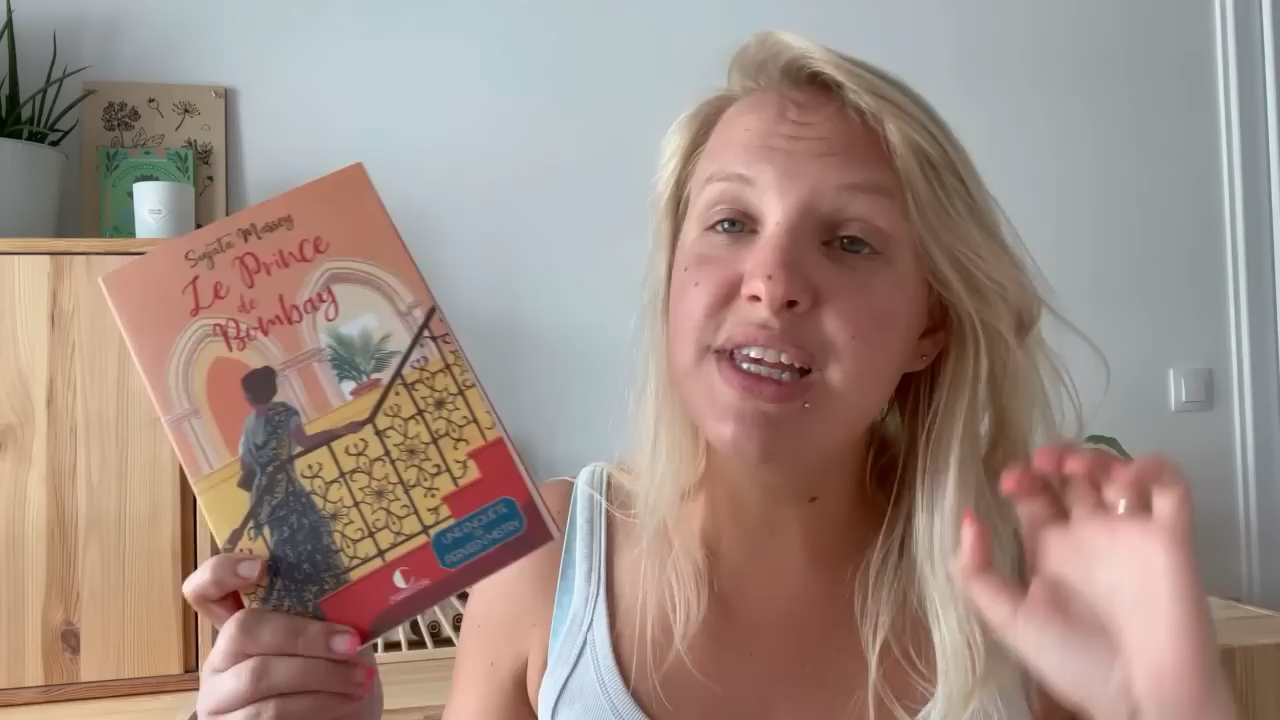 Sujata Massey
Le Prince
de
Bombay
UNE ENQUÊTE
DE
PERVEEN MISTRY